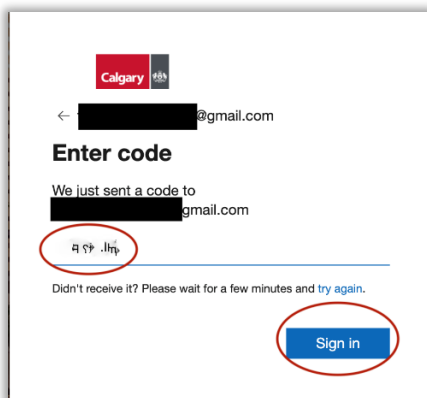 Calgary
← @gmail.com
Enter code
We just sent a code to
gmail.com
Didn't receive it? Please wait for a few minutes and try again.
Sign in